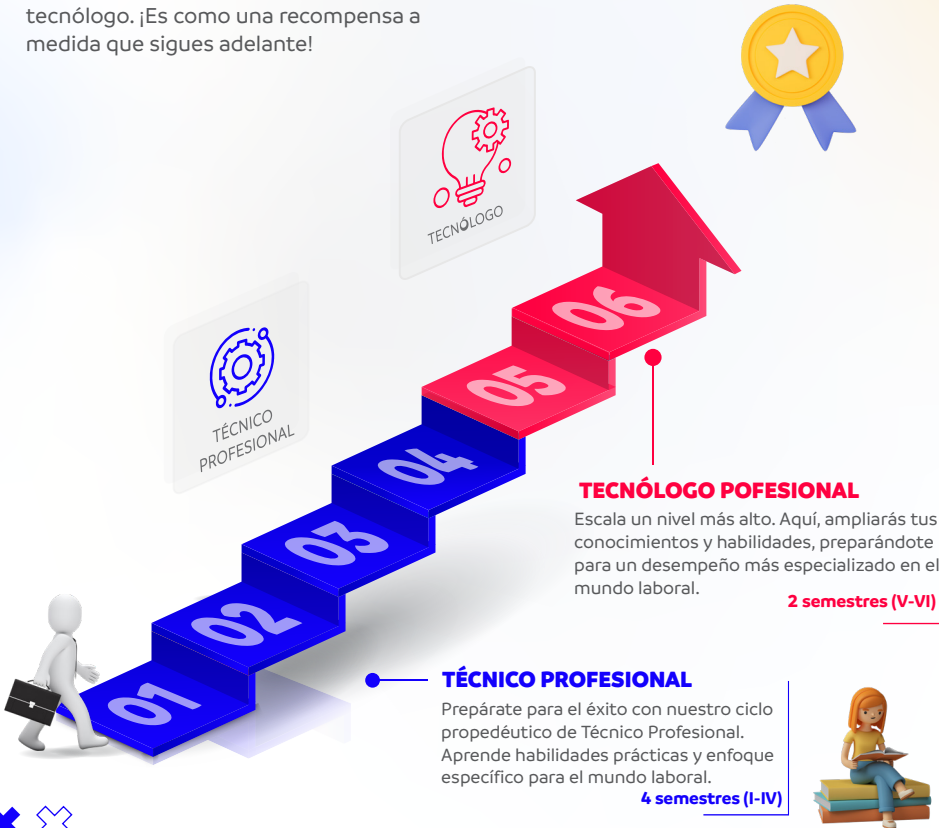 tecnólogo. ¡Es como una recompensa a
medida que sigues adelante!
TECNÓLOGO
TÉCNICO
PROFESIONAL
06
05
04
03
02
01
TECNÓLOGO POFESIONAL
Escala un nivel más alto. Aquí, ampliarás tus
conocimientos y habilidades, preparándote
para un desempeño más especializado en el
mundo laboral.
2 semestres (V-VI)
TÉCNICO PROFESIONAL
Prepárate para el éxito con nuestro ciclo
propedéutico de Técnico Profesional.
Aprende habilidades prácticas y enfoque
específico para el mundo laboral.
4 semestres (I-IV)